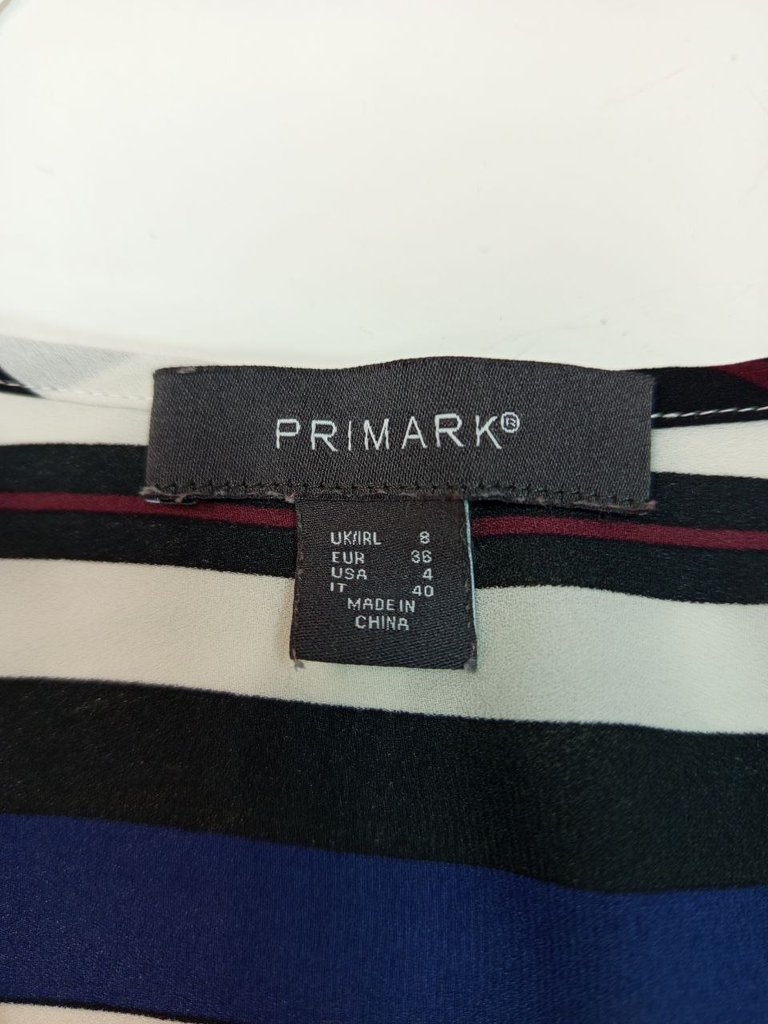 PRIMARK®
UK/IRL 8
EUR 36
USA 4
IT 40
MADE IN
CHINA